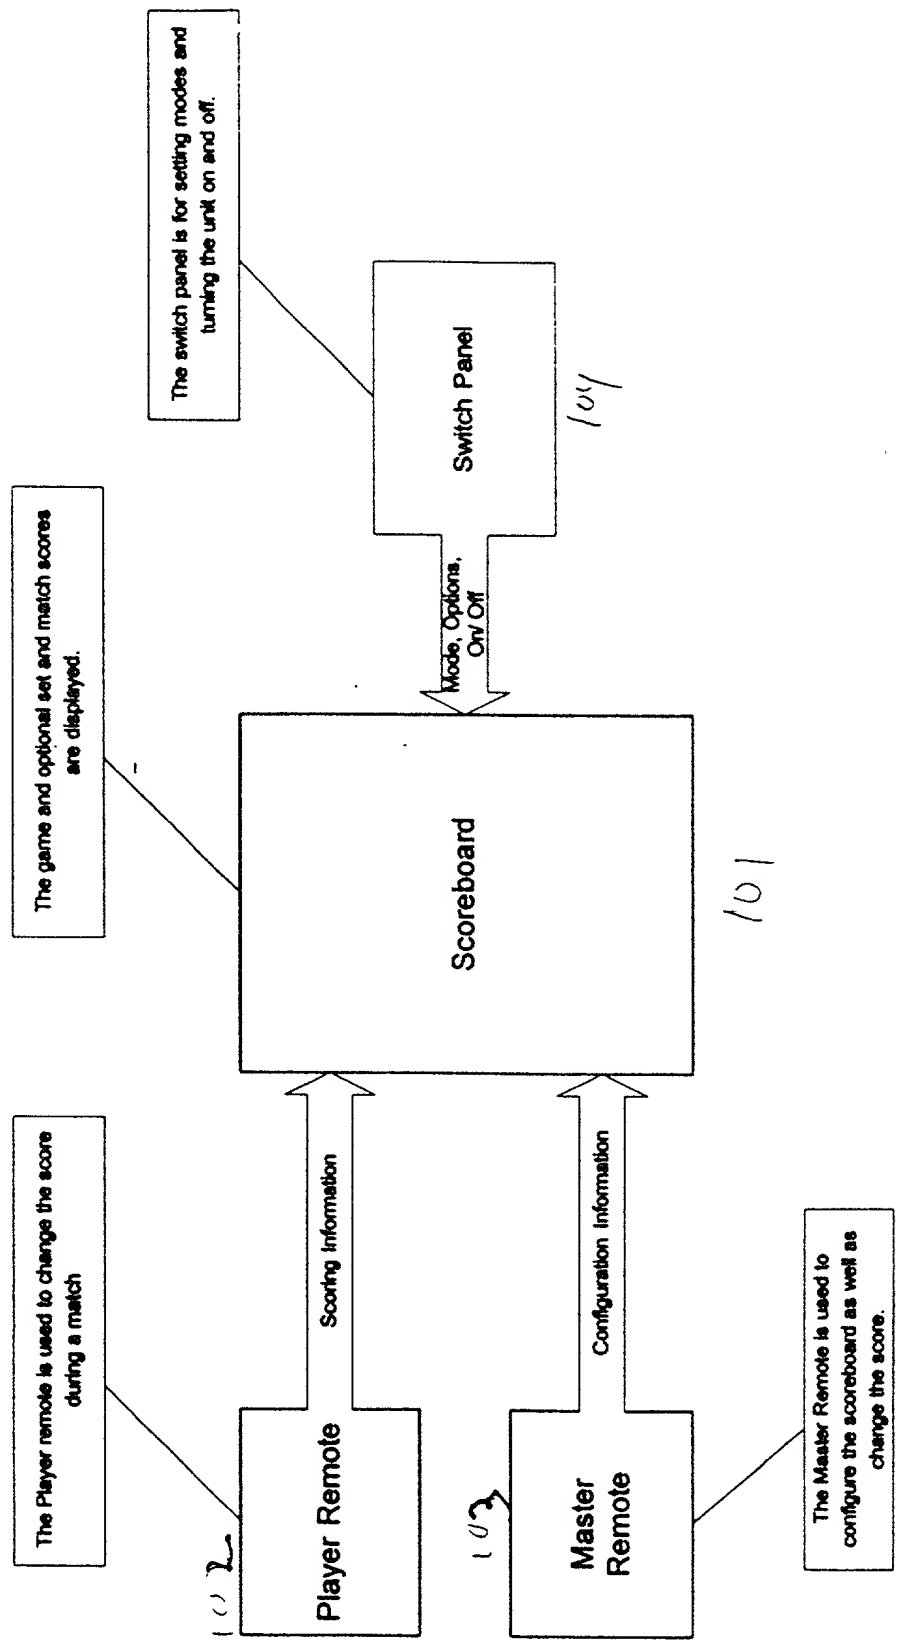 The Player remote is used to change the score
during a match
The game and optional set and match scores
are displayed.
The switch panel is for setting modes and
turning the unit on and off.
102
Player Remote
Scoring Information
103
Master
Remote
Configuration Information
Scoreboard
101
Mode, Options,
On/ Off
Switch Panel
104
The Master Remote is used to
configure the scoreboard as well as
change the score.